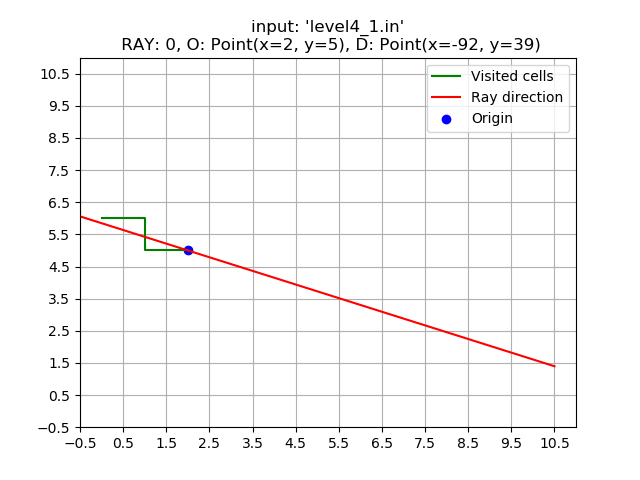 input: 'level4_1.in'
RAY: 0, O: Point(x=2, y=5), D: Point(x=-92, y=39)
Visited cells
Ray direction
Origin
10.5
9.5
8.5
7.5
6.5
5.5
4.5
3.5
2.5
1.5
0.5
−0.5
−0.5 0.5 1.5 2.5 3.5 4.5 5.5 6.5 7.5 8.5 9.5 10.5